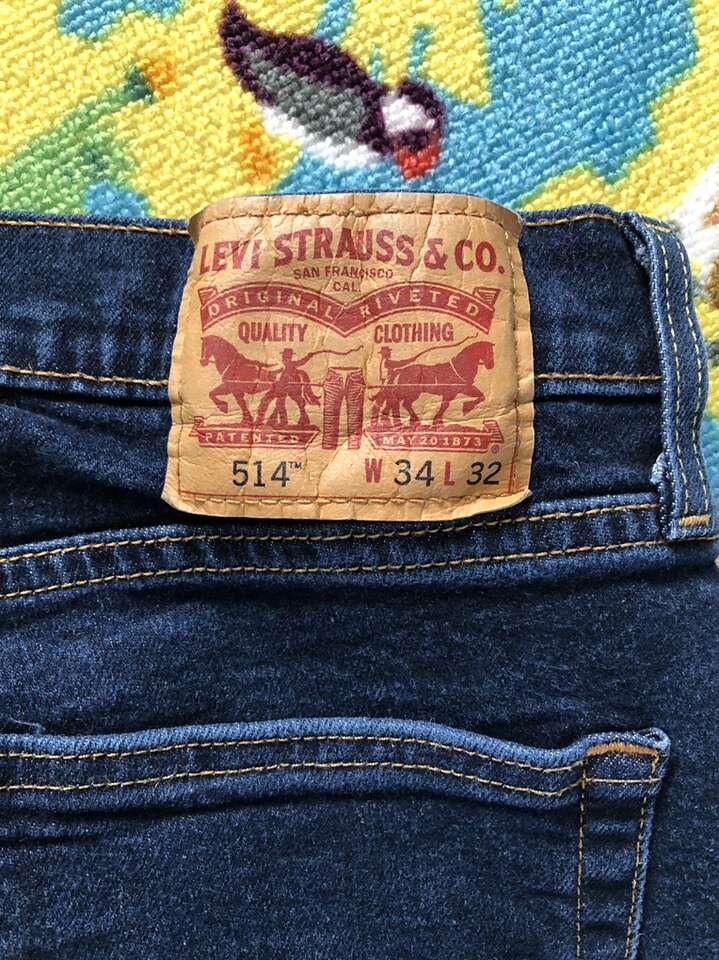 LEVI STRAUSS & CO.
SAN FRANCISCO
CAL.
ORIGINAL RIVETED
QUALITY CLOTHING
PATENTED MAY 20 1873 ®
514™ W 34 L 32